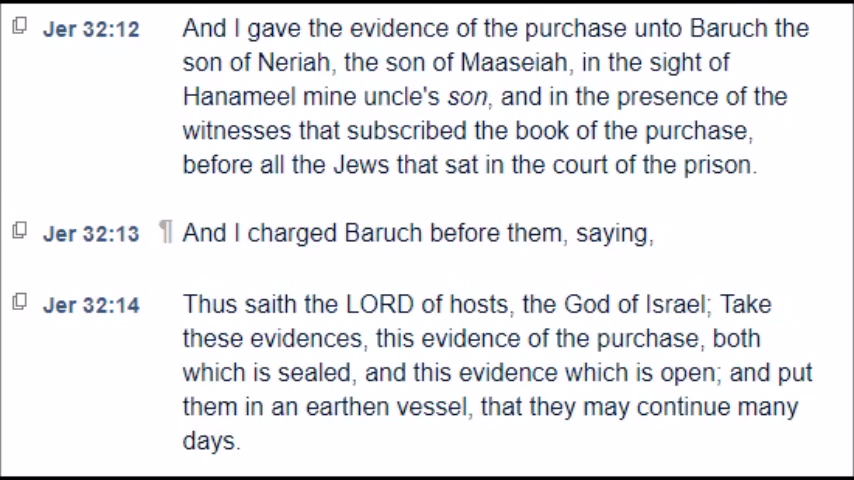 Jer 32:12 And I gave the evidence of the purchase unto Baruch the
son of Neriah, the son of Maaseiah, in the sight of
Hanameel mine uncle's son, and in the presence of the
witnesses that subscribed the book of the purchase,
before all the Jews that sat in the court of the prison.
Jer 32:13 ¶ And I charged Baruch before them, saying,
Jer 32:14 Thus saith the LORD of hosts, the God of Israel; Take
these evidences, this evidence of the purchase, both
which is sealed, and this evidence which is open; and put
them in an earthen vessel, that they may continue many
days.